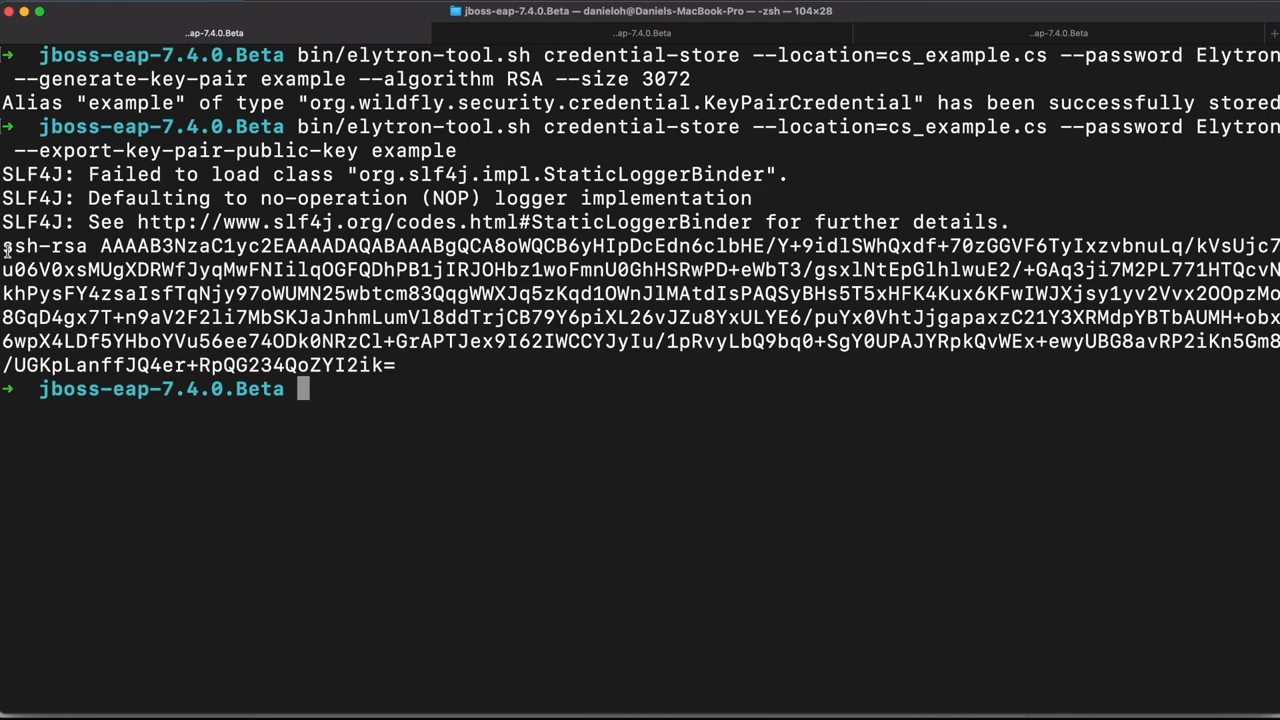 jboss-eap-7.4.0.Beta — danieloh@Daniels-MacBook-Pro — -zsh — 104×28
..ap-7.4.0.Beta
..ap-7.4.0.Beta
..ap-7.4.0.Beta
+
→ jboss-eap-7.4.0.Beta bin/elytron-tool.sh credential-store --location=cs_example.cs --password Elytron
--generate-key-pair example --algorithm RSA --size 3072
Alias "example" of type "org.wildfly.security.credential.KeyPairCredential" has been successfully stored
→ jboss-eap-7.4.0.Beta bin/elytron-tool.sh credential-store --location=cs_example.cs --password Elytron
--export-key-pair-public-key example
SLF4J: Failed to load class "org.slf4j.impl.StaticLoggerBinder".
SLF4J: Defaulting to no-operation (NOP) logger implementation
SLF4J: See http://www.slf4j.org/codes.html#StaticLoggerBinder for further details.
ssh-rsa AAAAB3NzaC1yc2EAAAADAQABAAABgQCA8oWQCB6yHIpDcEdn6clbHE/Y+9idlSWhQxdf+70zGGVF6TyIxzvbnuLq/kVsUjc7
u06V0xsMUgXDRWfJyqMwFNIilqOGFQDhPB1jIRJOHbz1woFmnU0GhHSRwPD+eWbT3/gsxlNtEpGlhlwuE2/+GAq3ji7M2PL771HTQcvN
khPysFY4zsaIsfTqNjy97oWUMN25wbtcm83QqgWWXJq5zKqd1OWnJlMAtdIsPAQSyBHs5T5xHFK4Kux6KFwIWJXjsy1yv2Vvx2OOpzMo
8GqD4gx7T+n9aV2F2li7MbSKJaJnhmLumVl8ddTrjCB79Y6piXL26vJZu8YxULYE6/puYx0VhtJjgapaxzC21Y3XRMdpYBTbAUMH+obx
6wpX4LDf5YHboYVu56ee74ODk0NRzCl+GrAPTJex9I62IWCCYJyIu/1pRvyLbQ9bq0+SgY0UPAJYRpkQvWEx+ewyUBG8avRP2iKn5Gm8
/UGKpLanffJQ4er+RpQG234QoZYI2ik=
→ jboss-eap-7.4.0.Beta